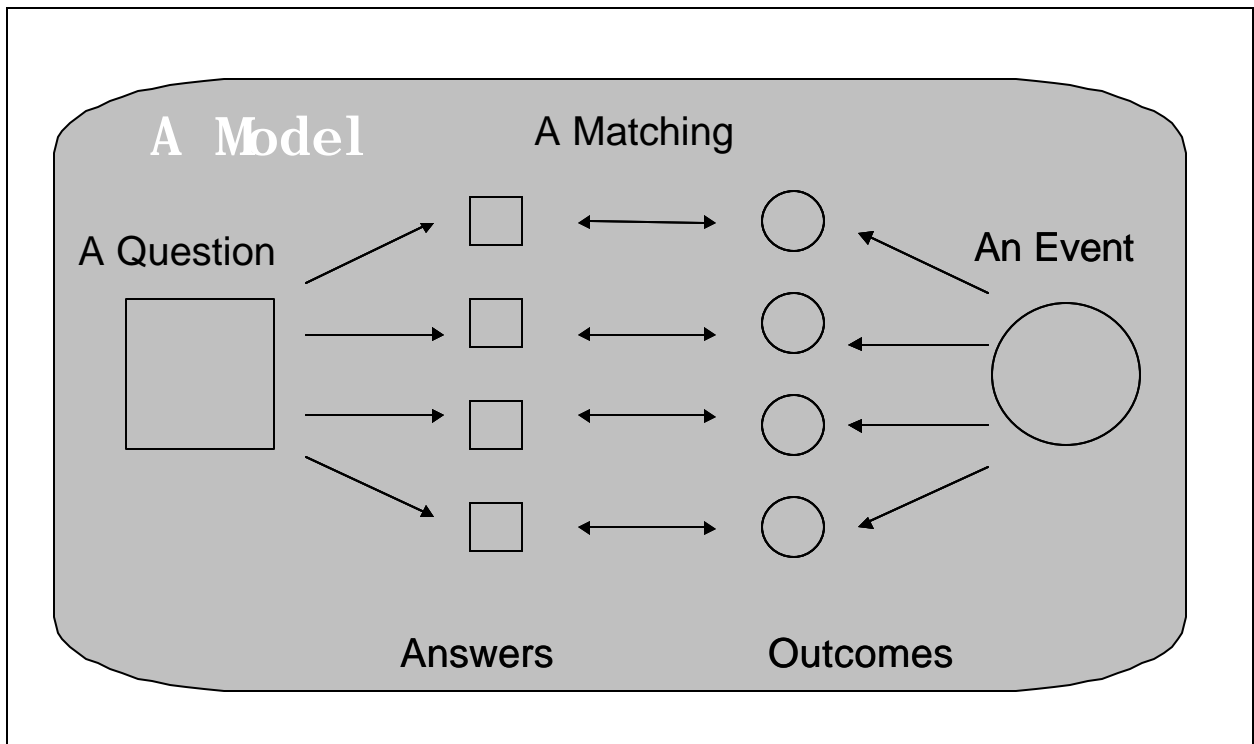 A Model
A Matching
A Question
An Event
Answers
Outcomes